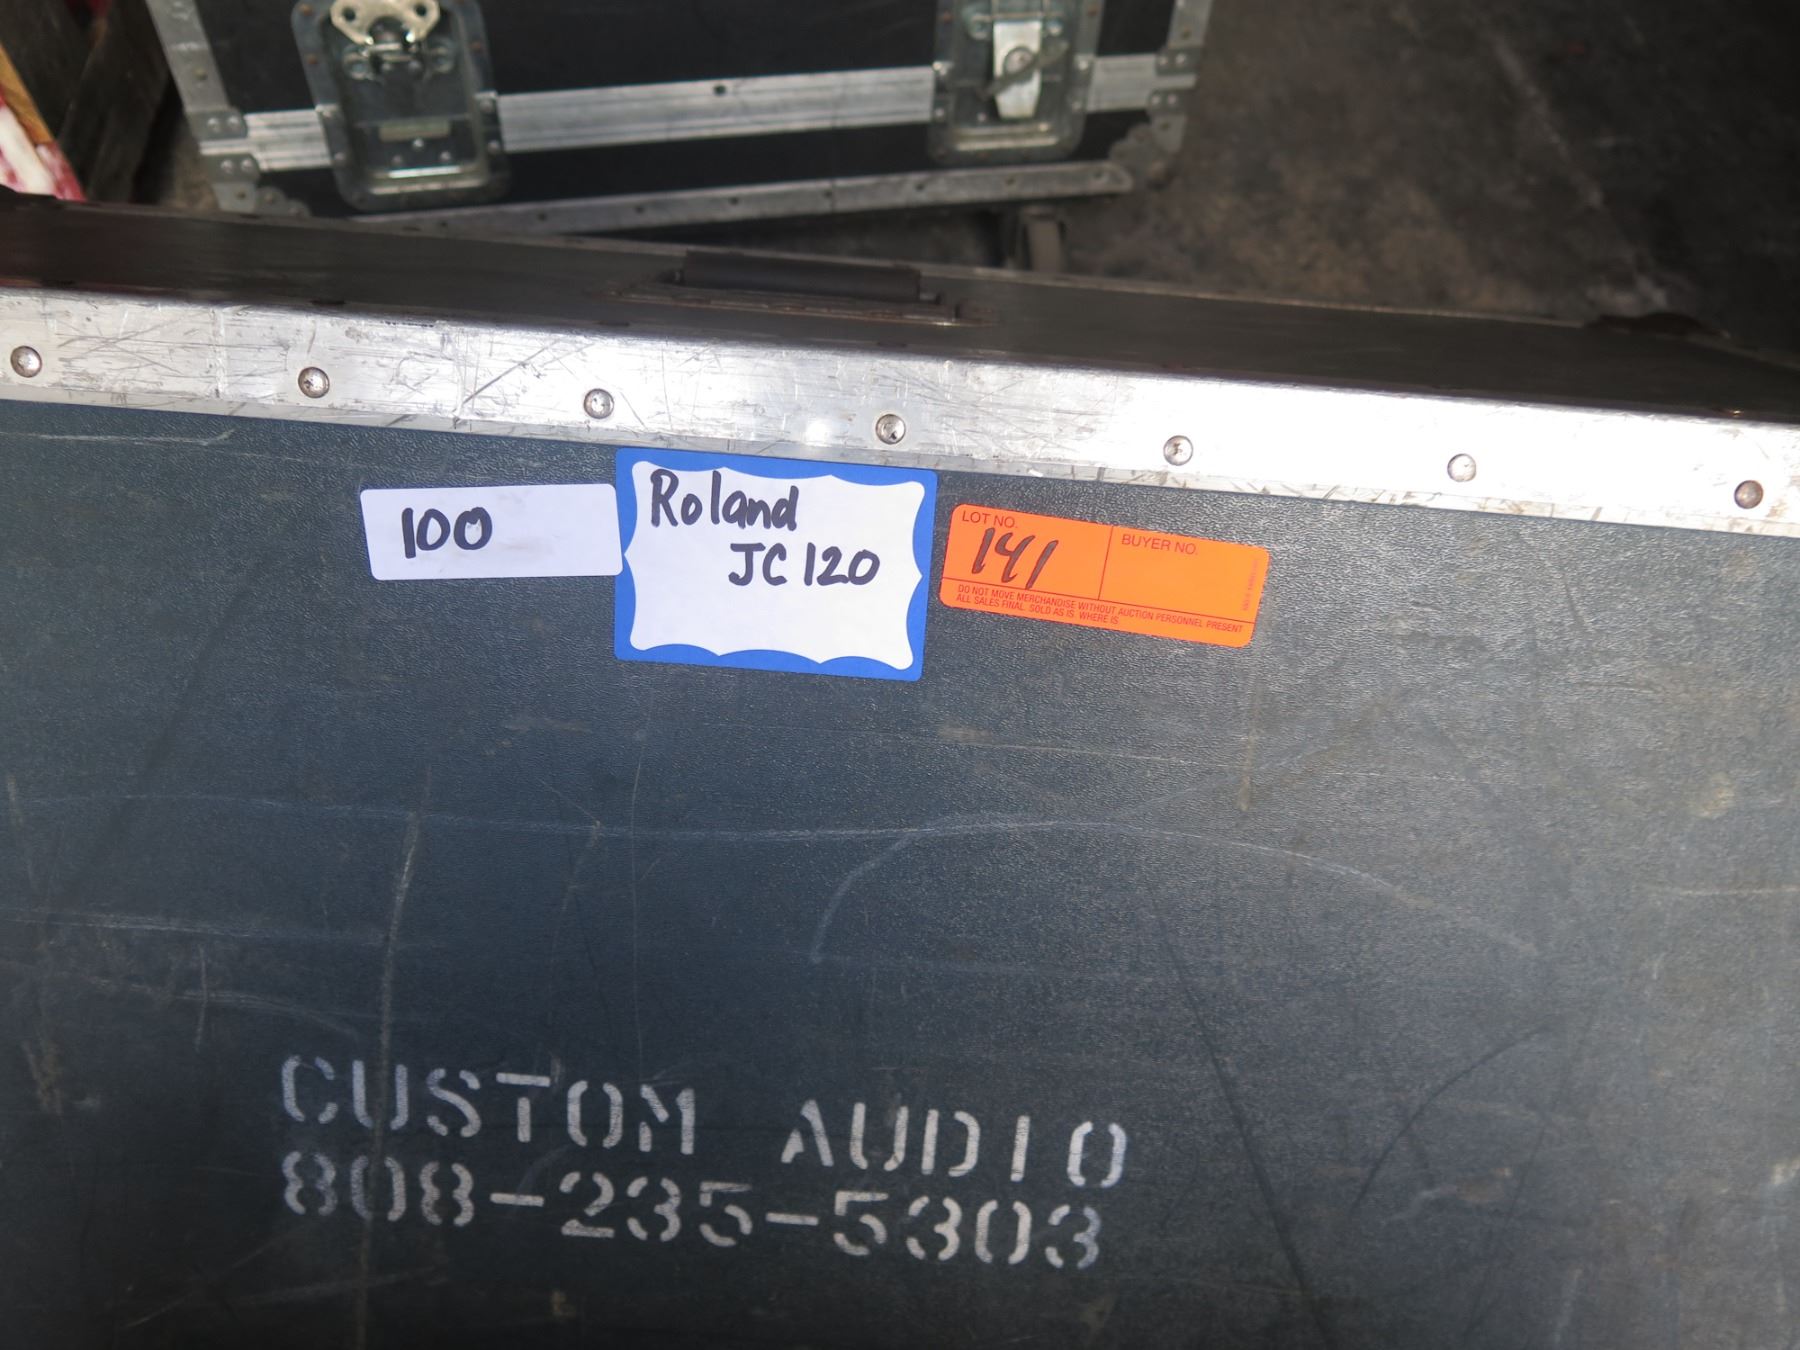 100
Roland
JC 120
LOT NO.
141
BUYER NO.
DO NOT MOVE MERCHANDISE WITHOUT AUCTION PERSONNEL PRESENT
ALL SALES FINAL. SOLD AS IS. WHERE IS
CUSTOM AUDIO
808-235-5303